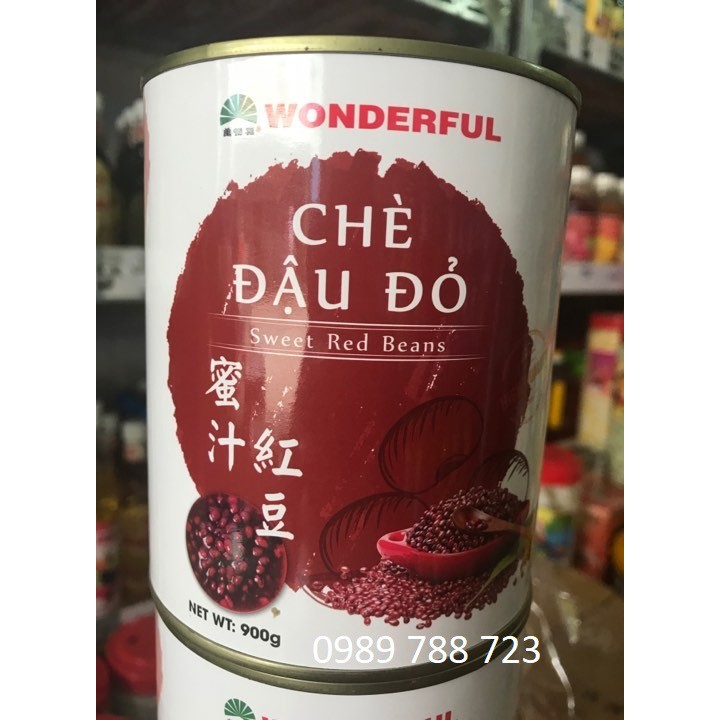 WONDERFUL
CHÈ
ĐẬU ĐỎ
Sweet Red Beans
蜜汁
紅豆
NET WT: 900g
0989 788 723